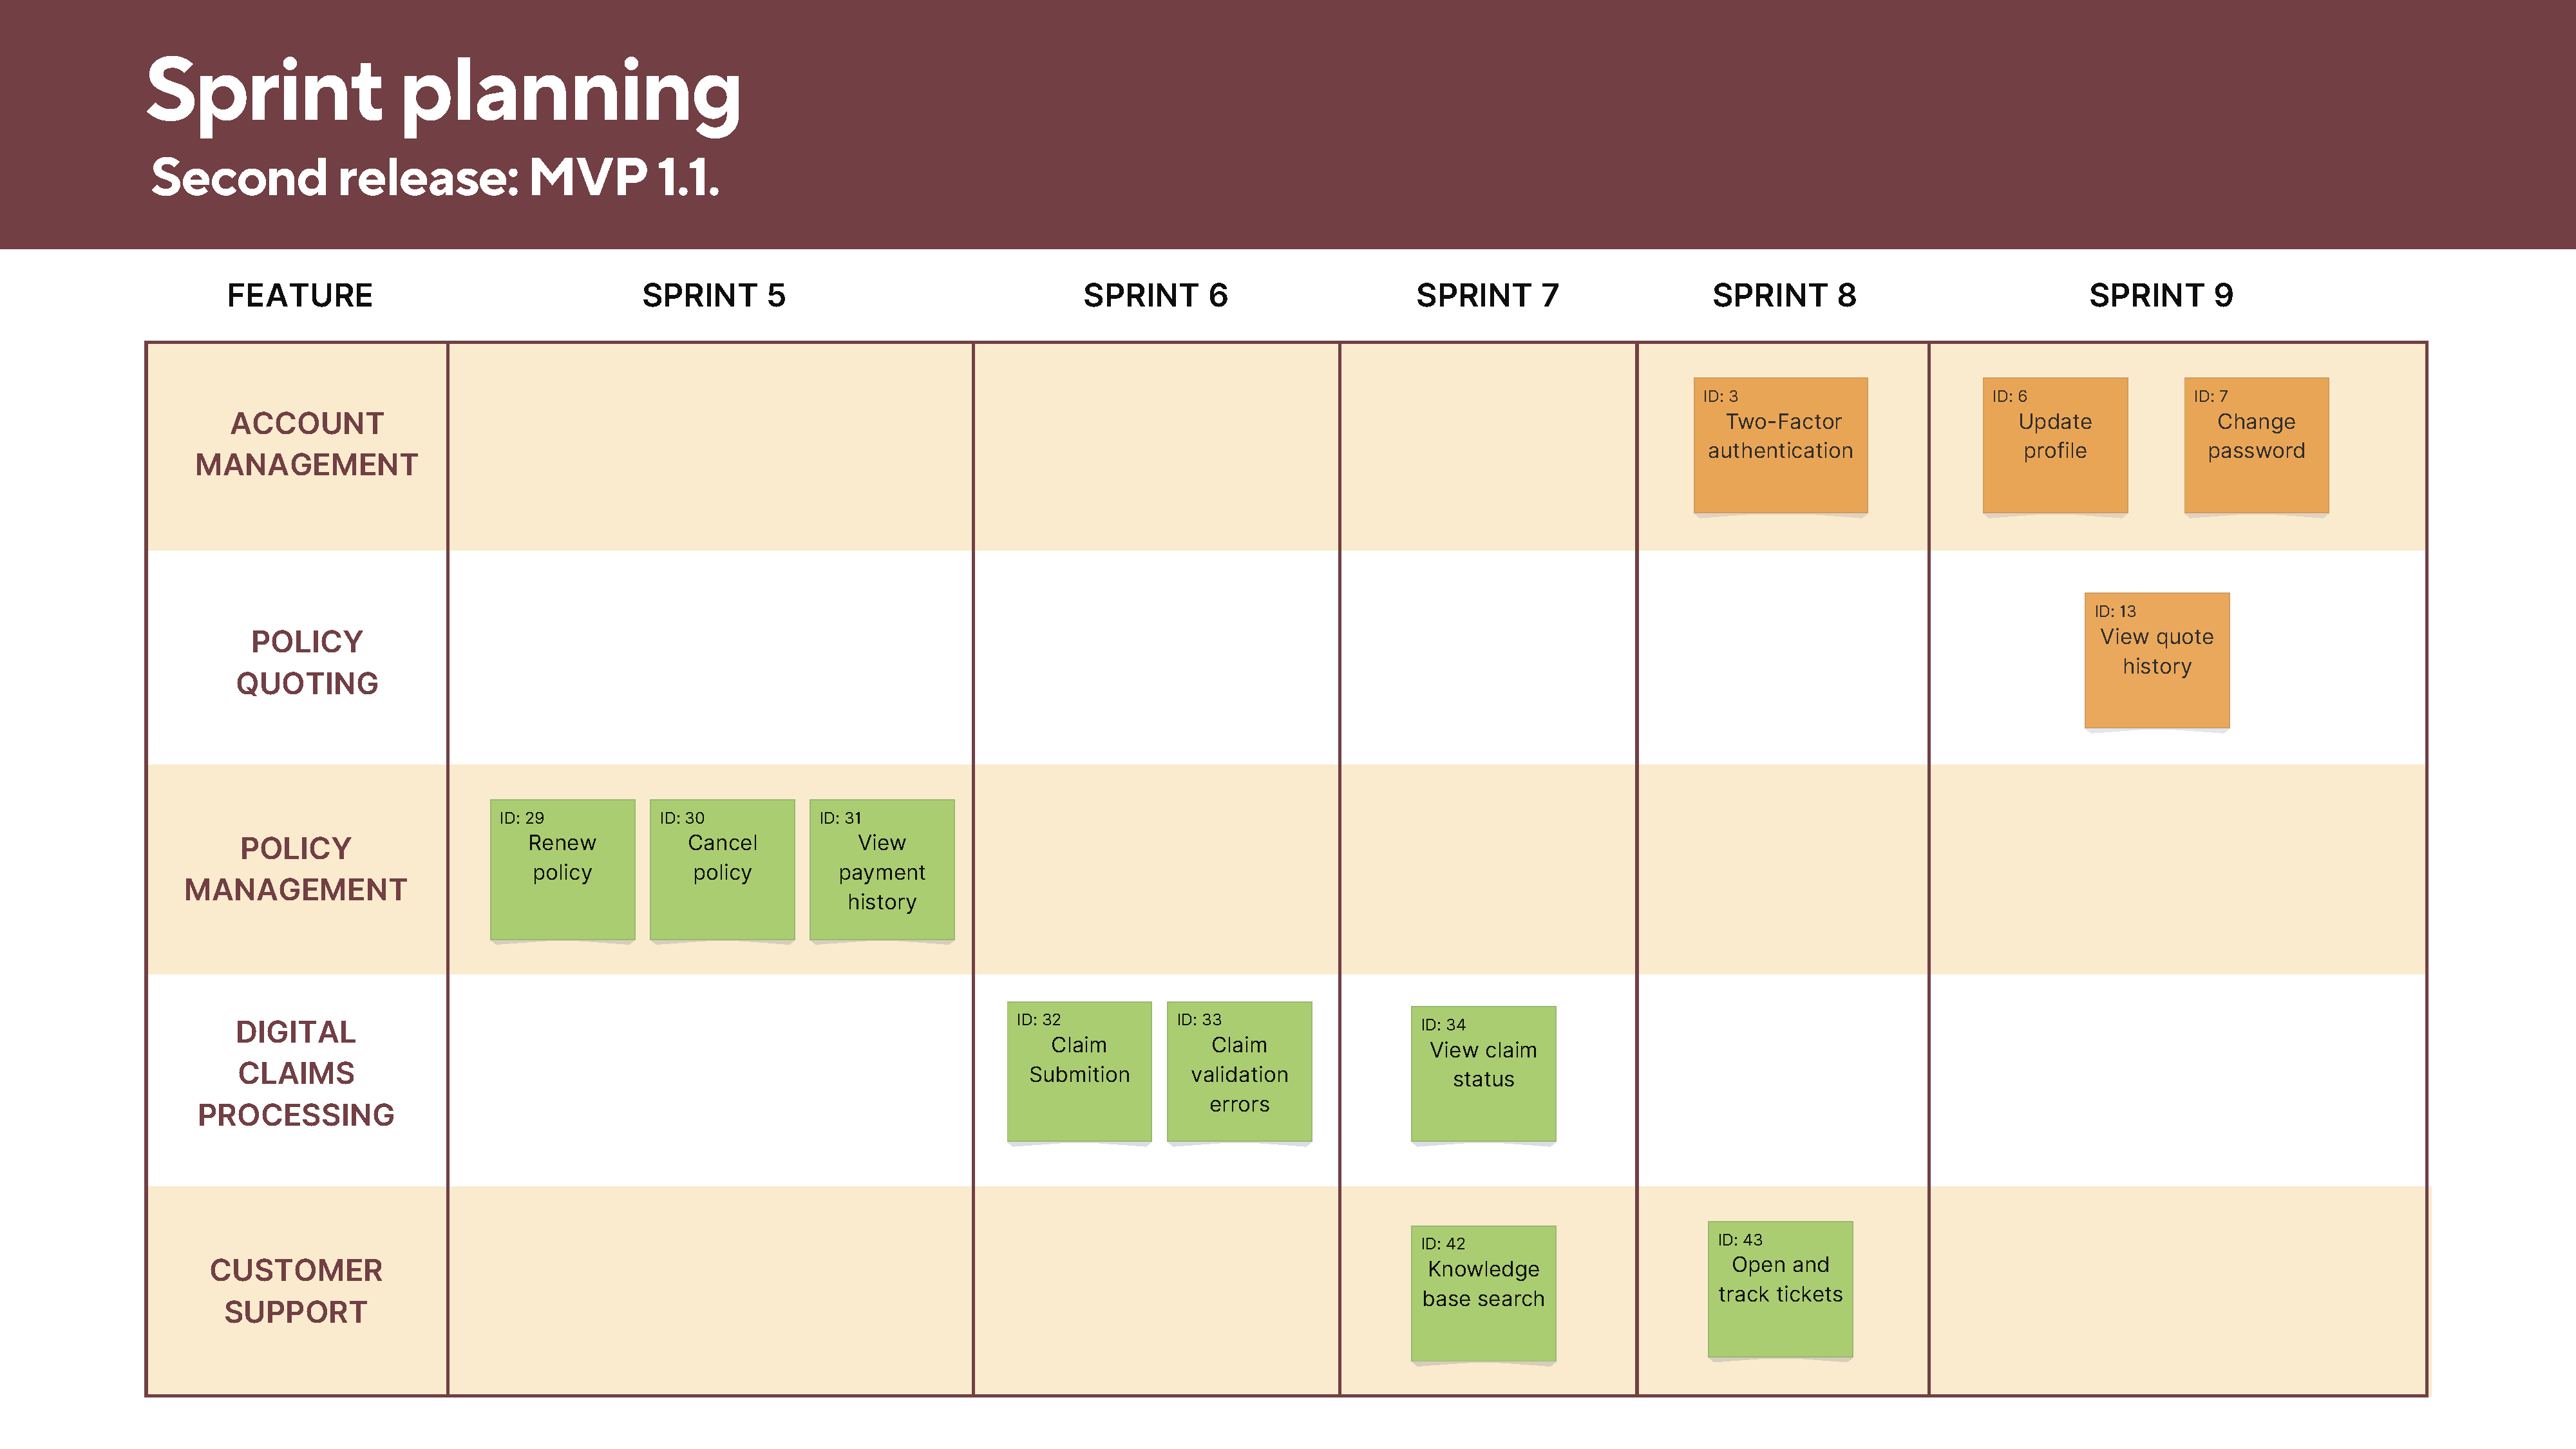 Sprint planning
Second release: MVP 1.1.
FEATURE
SPRINT 5
SPRINT 6
SPRINT 7
SPRINT 8
SPRINT 9
ACCOUNT
MANAGEMENT
ID: 3
Two-Factor
authentication
ID: 6
Update
profile
ID: 7
Change
password
POLICY
QUOTING
ID: 13
View quote
history
POLICY
MANAGEMENT
ID: 29
Renew
policy
ID: 30
Cancel
policy
ID: 31
View
payment
history
DIGITAL
CLAIMS
PROCESSING
ID: 32
Claim
Submition
ID: 33
Claim
validation
errors
ID: 34
View claim
status
CUSTOMER
SUPPORT
ID: 42
Knowledge
base search
ID: 43
Open and
track tickets